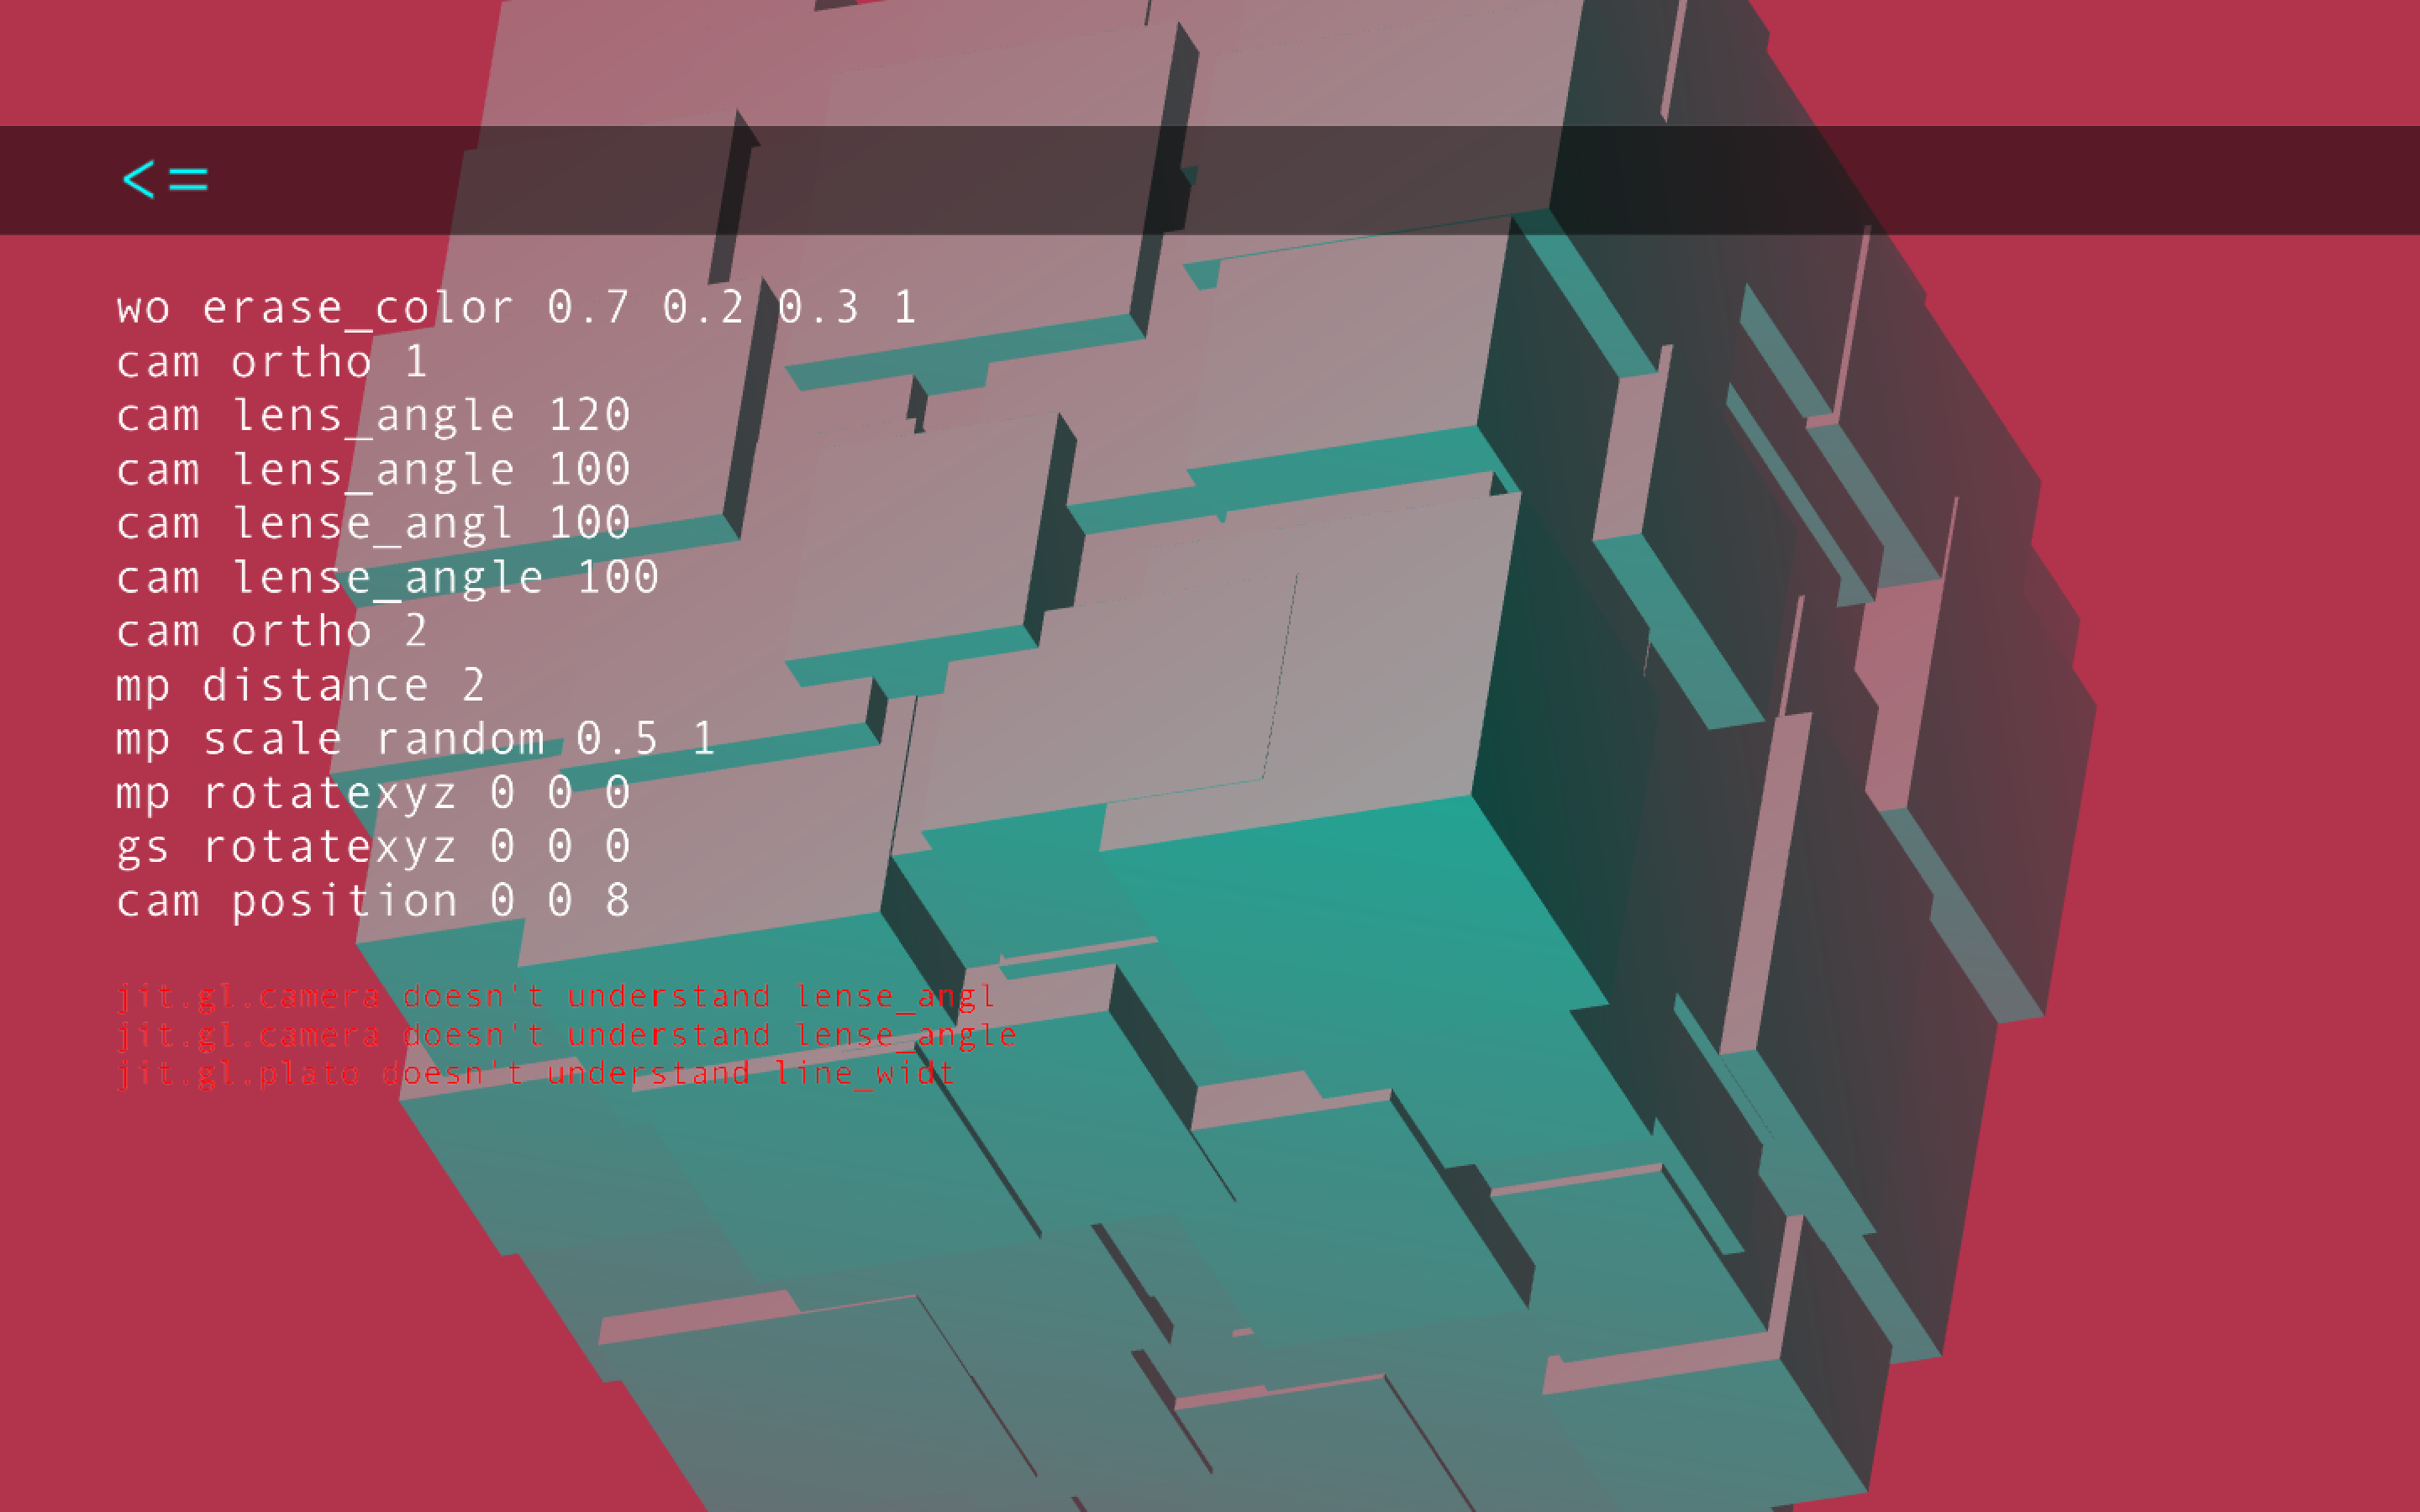 <=
wo erase_color 0.7 0.2 0.3 1
cam ortho 1
cam lens_angle 120
cam lens_angle 100
cam lense_angl 100
cam lense_angle 100
cam ortho 2
mp distance 2
mp scale random 0.5 1
mp rotatexyz 0 0 0
gs rotatexyz 0 0 0
cam position 0 0 8
jit.gl.camera doesn't understand lense_angl
jit.gl.camera doesn't understand lense_angle
jit.gl.plato doesn't understand line_widt